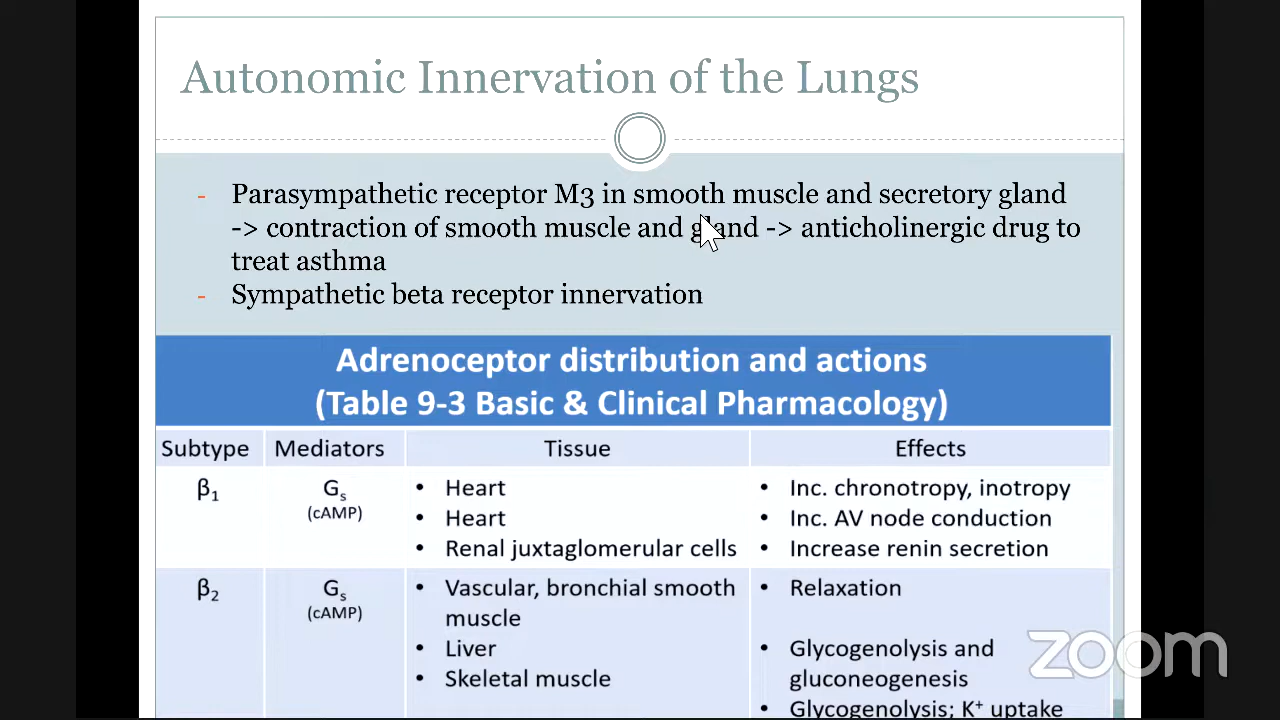 Autonomic Innervation of the Lungs
- Parasympathetic receptor M3 in smooth muscle and secretory gland
-> contraction of smooth muscle and gland -> anticholinergic drug to
treat asthma
- Sympathetic beta receptor innervation
Adrenoceptor distribution and actions
(Table 9-3 Basic & Clinical Pharmacology)
Subtype Mediators Tissue Effects
β₁ Gₛ • Heart • Inc. chronotropy, inotropy
(cAMP) • Heart • Inc. AV node conduction
• Renal juxtaglomerular cells • Increase renin secretion
β₂ Gₛ • Vascular, bronchial smooth • Relaxation
(cAMP) muscle
• Liver • Glycogenolysis and
• Skeletal muscle gluconeogenesis
• Glycogenolysis; K⁺ uptake
zoom